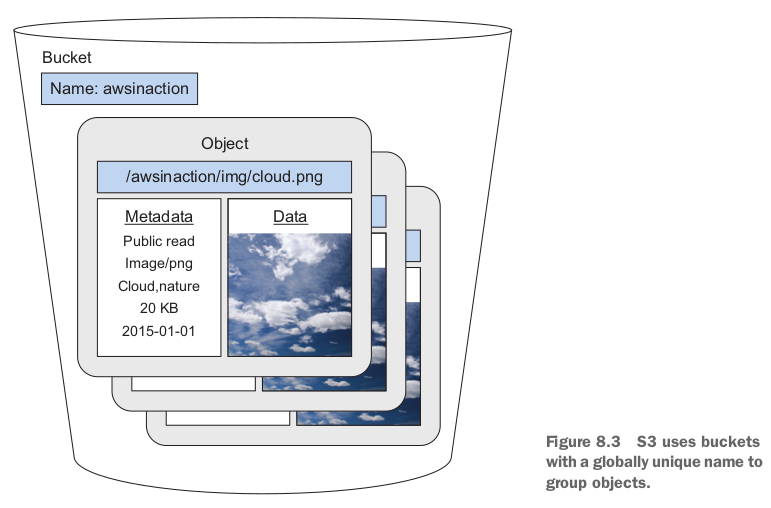 Bucket
Name: awsinaction
Object
/awsinaction/img/cloud.png
Metadata
Public read
Image/png
Cloud,nature
20 KB
2015-01-01
Data
Figure 8.3 S3 uses buckets
with a globally unique name to
group objects.